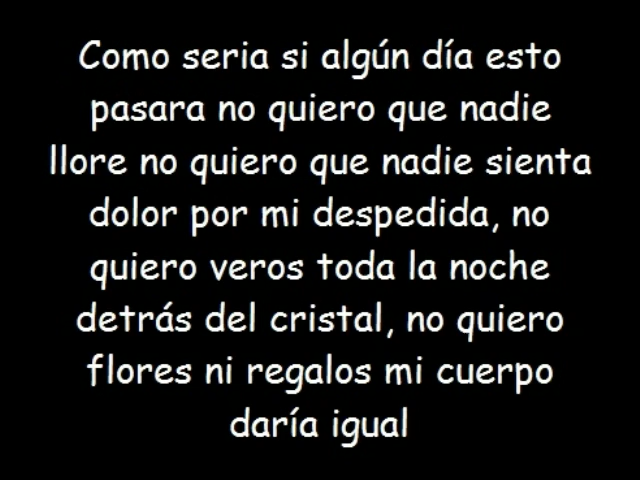 Como seria si algún día esto
pasara no quiero que nadie
llore no quiero que nadie sienta
dolor por mi despedida, no
quiero veros toda la noche
detrás del cristal, no quiero
flores ni regalos mi cuerpo
daría igual